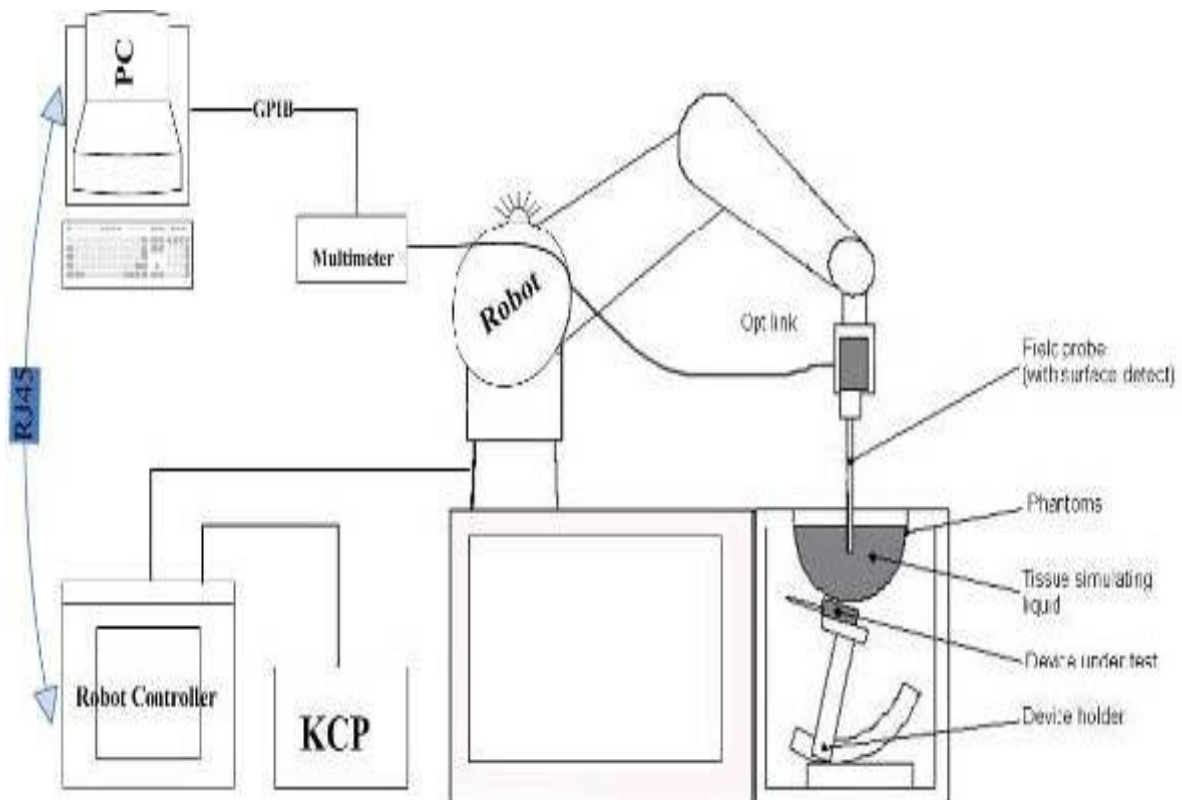 PC
GPIB
Multimeter
Robot
Opt link
Field probe
(with surface detect)
RJ45
Phantoms
Tissue simulating
liquid
Device under test
Robot Controller
KCP
Device holder